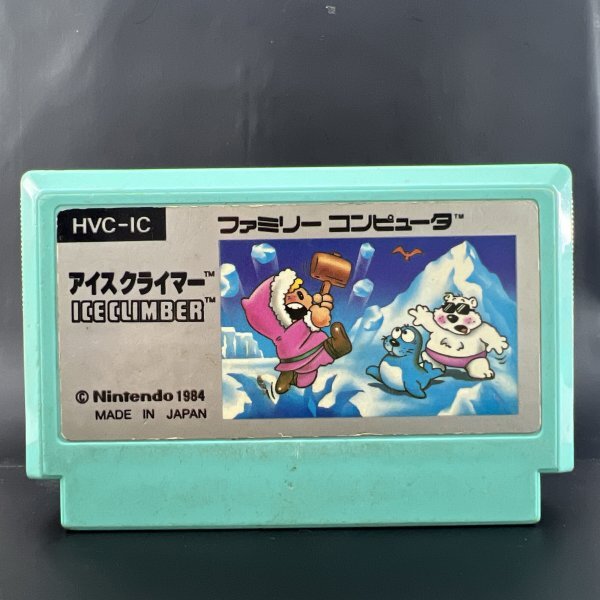 HVC-IC
ファミリー コンピュータ™
アイスクライマー™
ICE CLIMBER™
© Nintendo 1984
MADE IN JAPAN